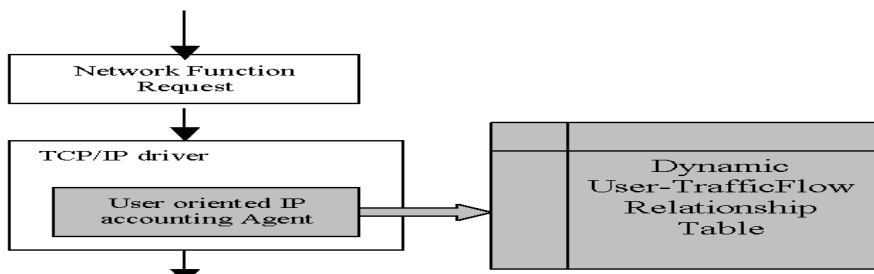 Network Function
Request
TCP/IP driver
User oriented IP
accounting Agent
Dynamic
User-TrafficFlow
Relationship
Table